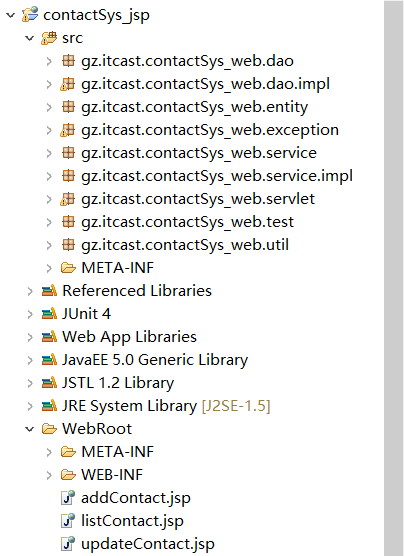 contactSys_jsp
src
gz.itcast.contactSys_web.dao
gz.itcast.contactSys_web.dao.impl
gz.itcast.contactSys_web.entity
gz.itcast.contactSys_web.exception
gz.itcast.contactSys_web.service
gz.itcast.contactSys_web.service.impl
gz.itcast.contactSys_web.servlet
gz.itcast.contactSys_web.test
gz.itcast.contactSys_web.util
META-INF
Referenced Libraries
JUnit 4
Web App Libraries
JavaEE 5.0 Generic Library
JSTL 1.2 Library
JRE System Library [J2SE-1.5]
WebRoot
META-INF
WEB-INF
addContact.jsp
listContact.jsp
updateContact.jsp